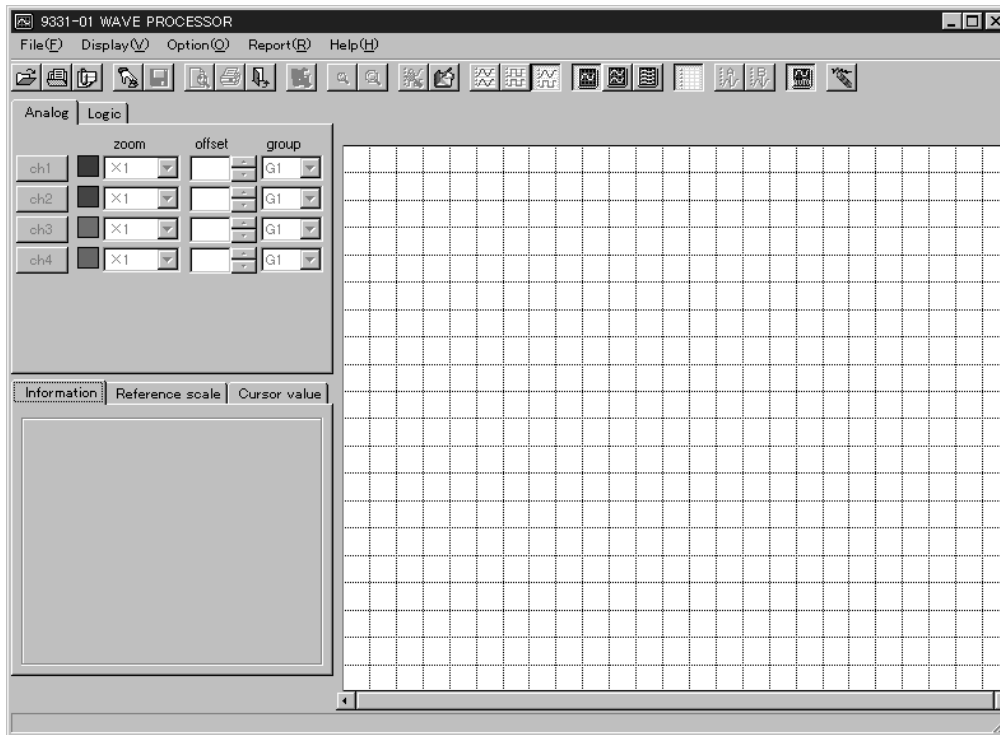 9331-01 WAVE PROCESSOR
File(F) Display(V) Option(O) Report(R) Help(H)
Analog Logic
zoom offset group
ch1 ×1 G1
ch2 ×1 G1
ch3 ×1 G1
ch4 ×1 G1
Information Reference scale Cursor value